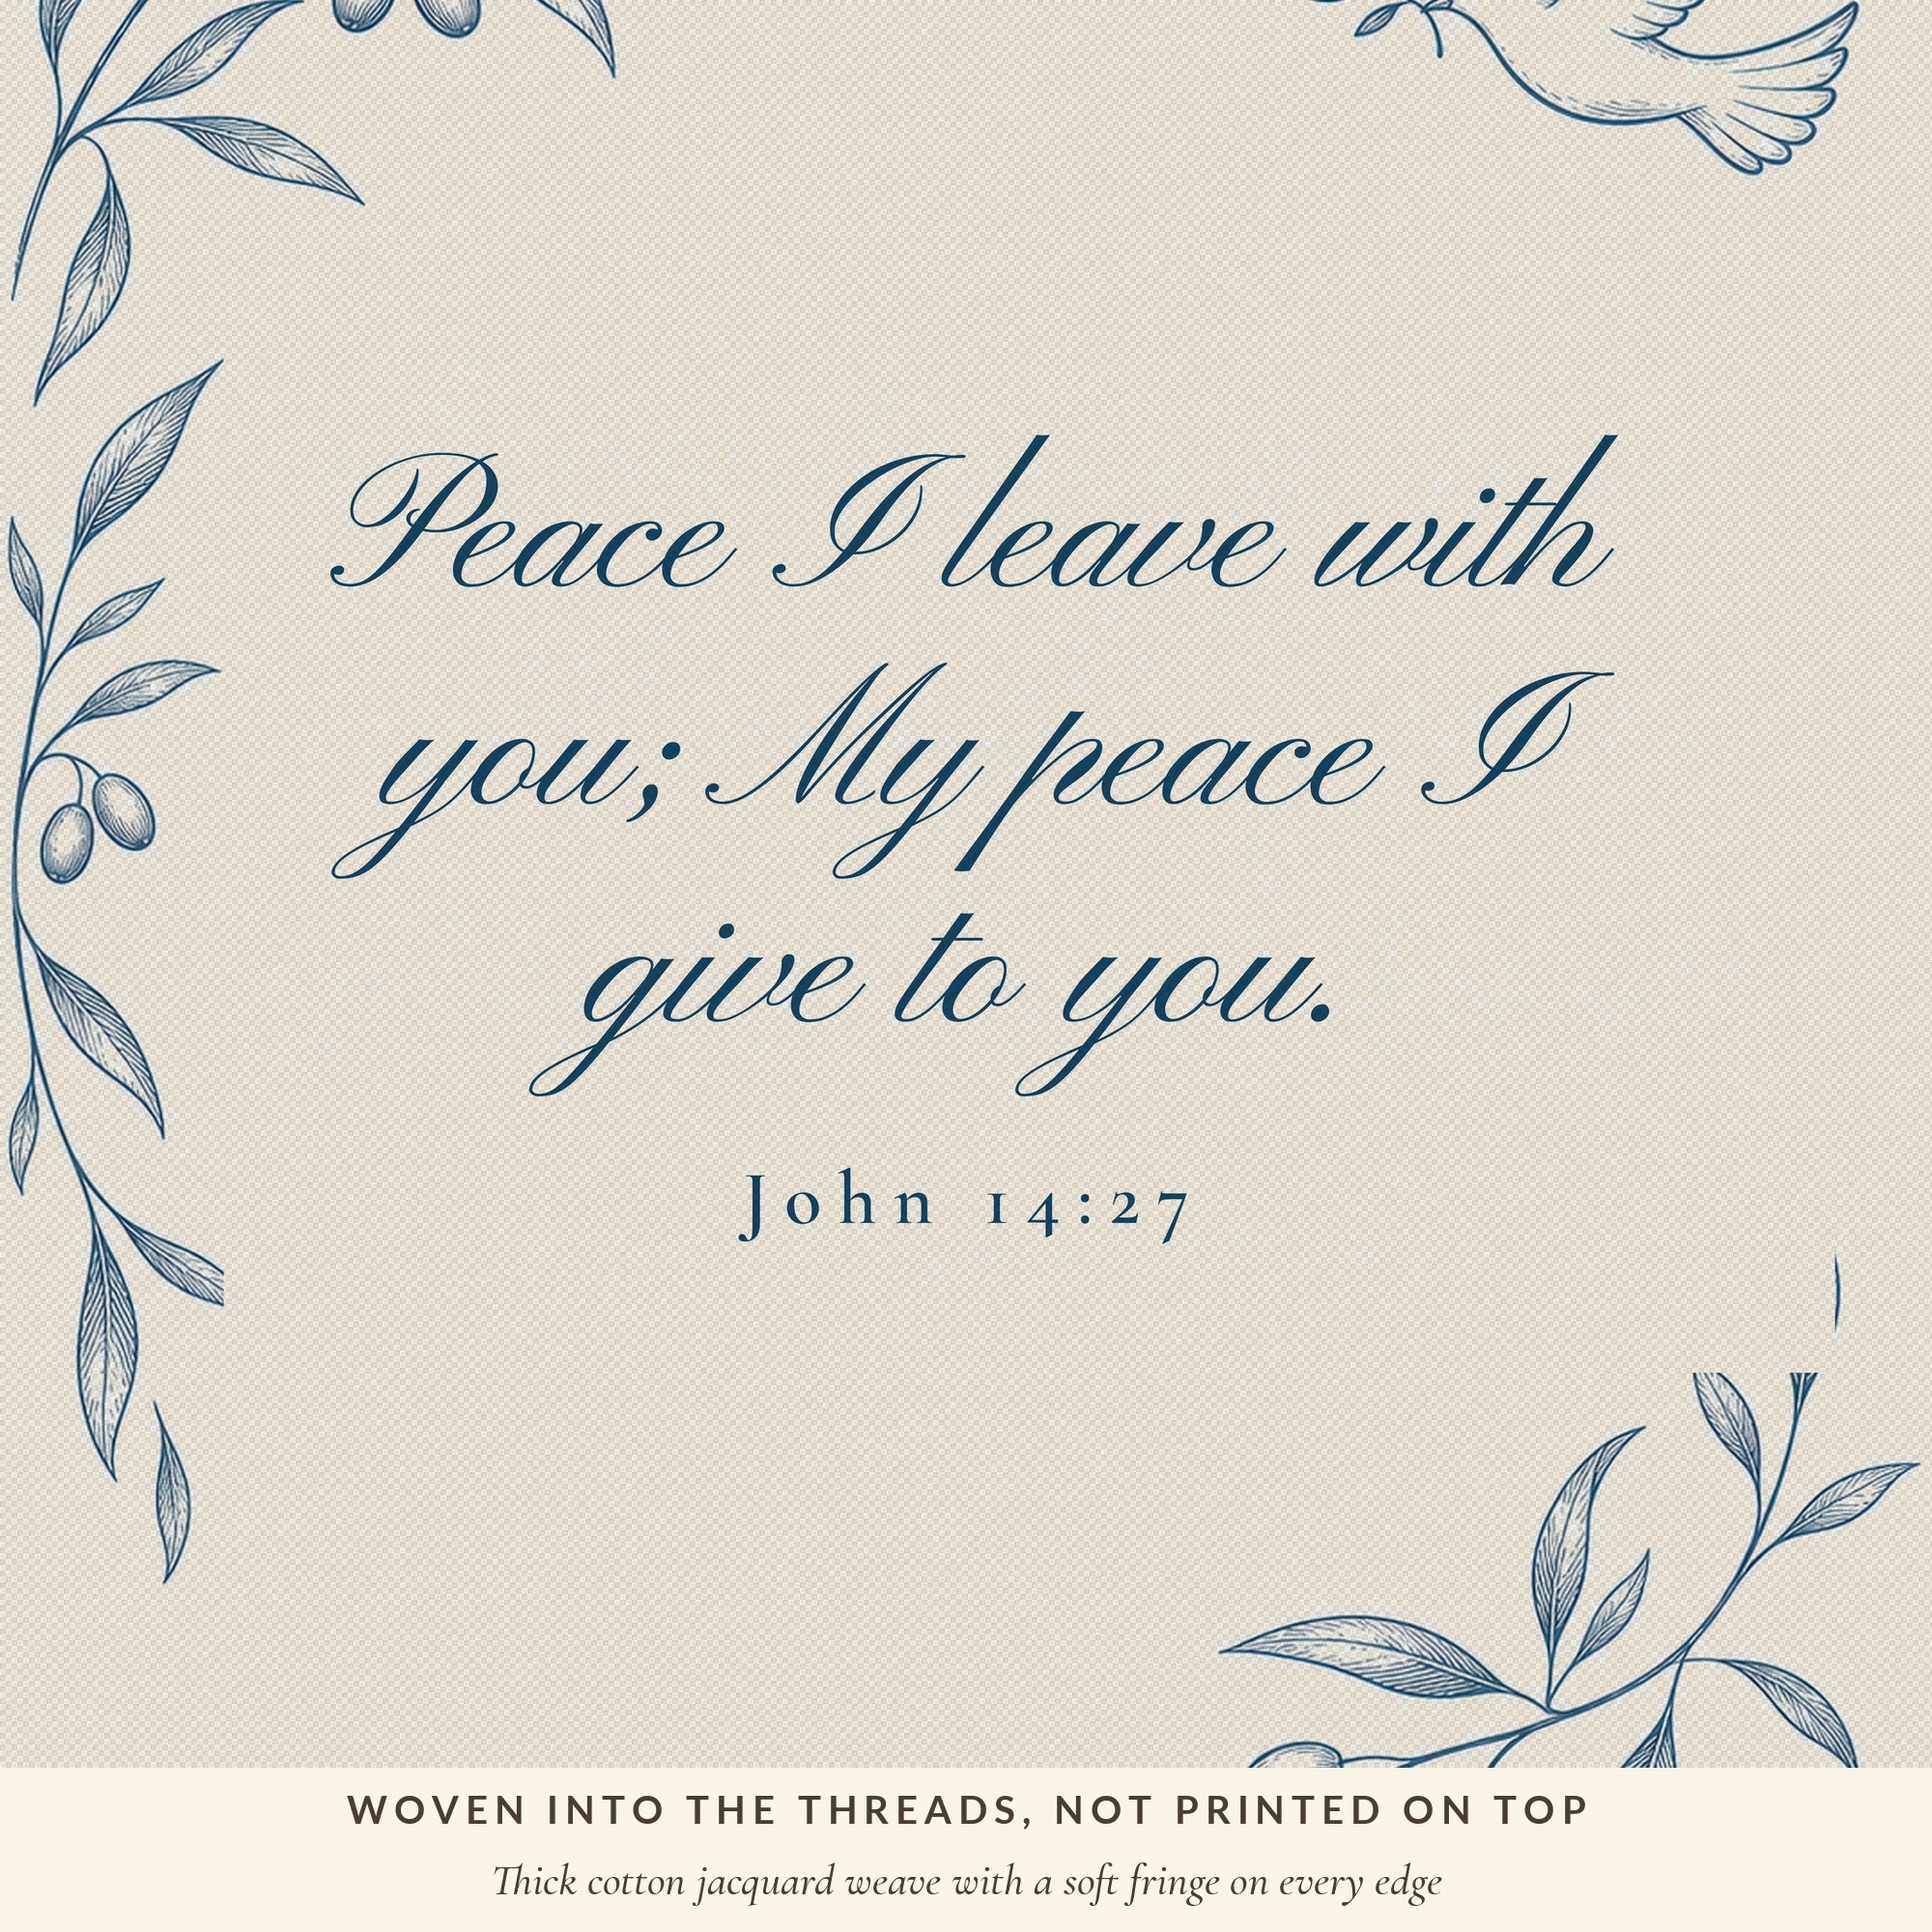 Peace I leave with
you; My peace I
give to you.
John 14:27
WOVEN INTO THE THREADS, NOT PRINTED ON TOP
Thick cotton jacquard weave with a soft fringe on every edge